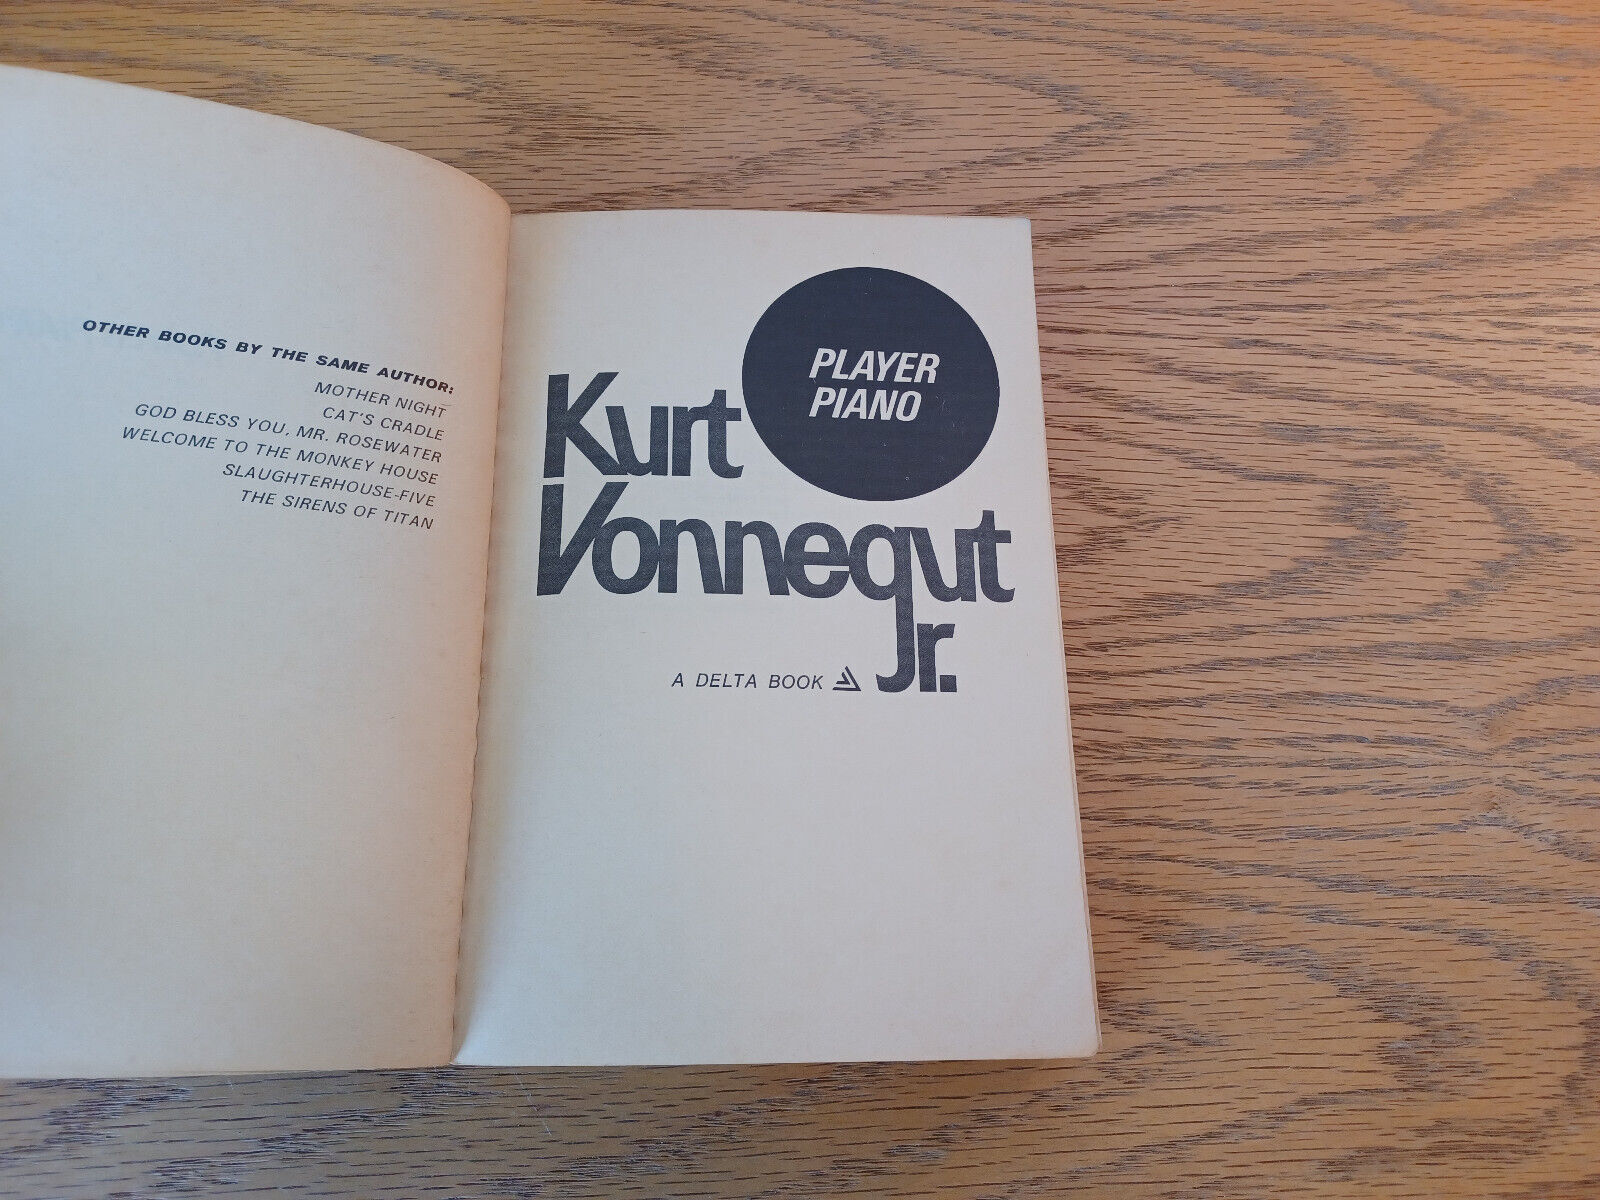 OTHER BOOKS BY THE SAME AUTHOR:
MOTHER NIGHT
CAT'S CRADLE
GOD BLESS YOU, MR. ROSEWATER
WELCOME TO THE MONKEY HOUSE
SLAUGHTERHOUSE-FIVE
THE SIRENS OF TITAN
PLAYER
PIANO
Kurt
Vonnegut
Jr.
A DELTA BOOK